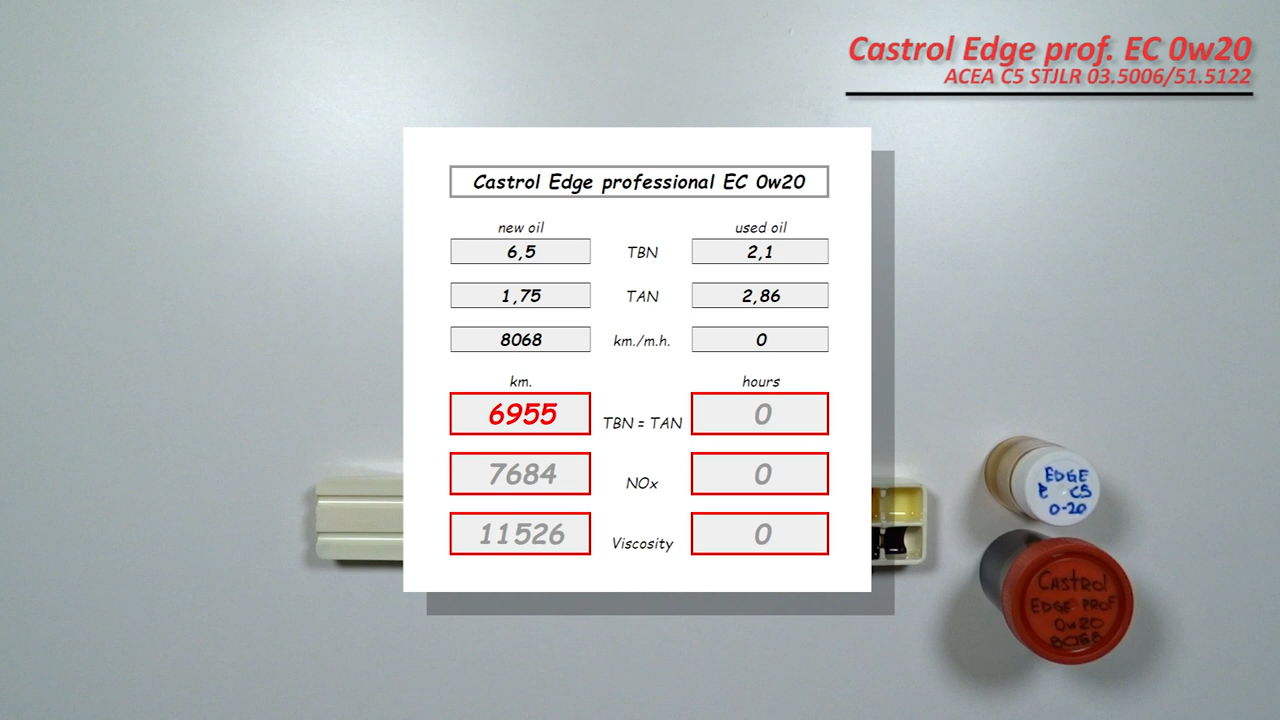 Castrol Edge prof. EC 0w20
ACEA C5 STJLR 03.5006/51.5122
Castrol Edge professional EC 0w20
new oil used oil
6,5 TBN 2,1
1,75 TAN 2,86
8068 km./m.h. 0
km. hours
6955 TBN = TAN 0
7684 NOx 0
11526 Viscosity 0
EDGE
C5
0-20
CASTROL
EDGE PROF
0W20
8068